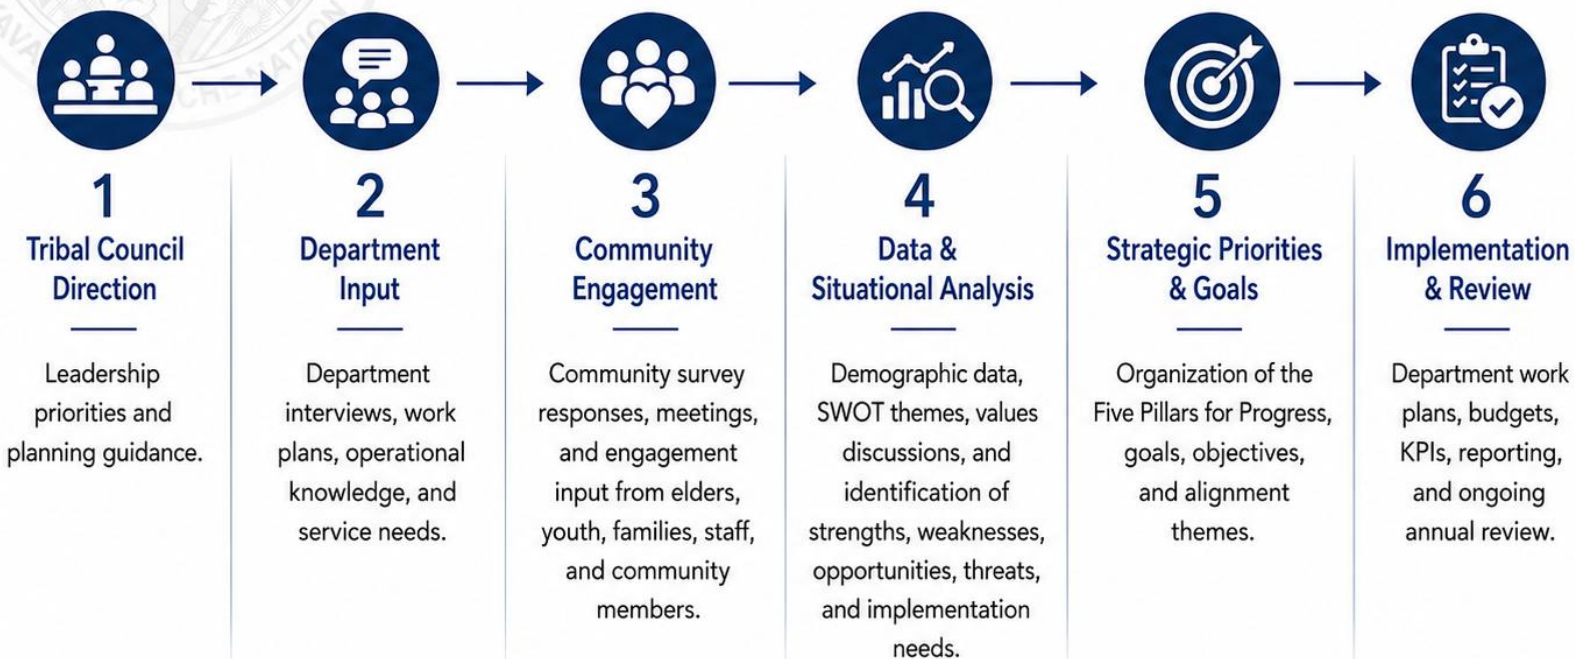 1
Tribal Council
Direction
Leadership
priorities and
planning guidance.
2
Department
Input
Department
interviews, work
plans, operational
knowledge, and
service needs.
3
Community
Engagement
Community survey
responses, meetings,
and engagement
input from elders,
youth, families, staff,
and community
members.
4
Data &
Situational Analysis
Demographic data,
SWOT themes, values
discussions, and
identification of
strengths, weaknesses,
opportunities, threats,
and implementation
needs.
5
Strategic Priorities
& Goals
Organization of the
Five Pillars for Progress,
goals, objectives,
and alignment
themes.
6
Implementation
& Review
Department work
plans, budgets,
KPIs, reporting,
and ongoing
annual review.